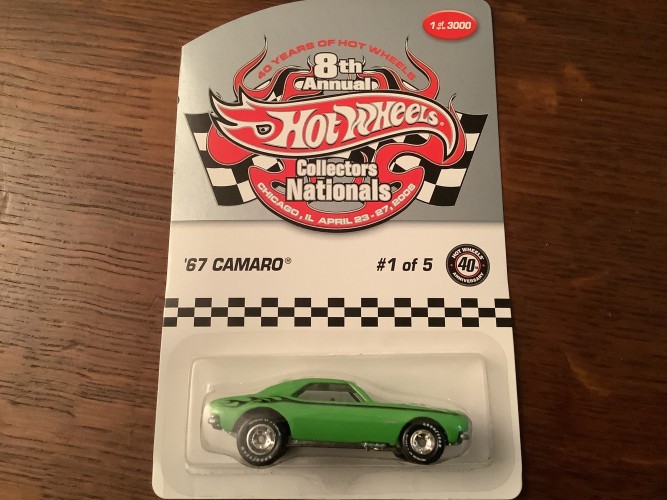 1 of 3000
40 YEARS OF HOT WHEELS
8th
Annual
HOT WHEELS
Collectors
Nationals
CHICAGO, IL APRIL 23-27, 2008
'67 CAMARO® #1 of 5
HOT WHEELS
40th
ANNIVERSARY